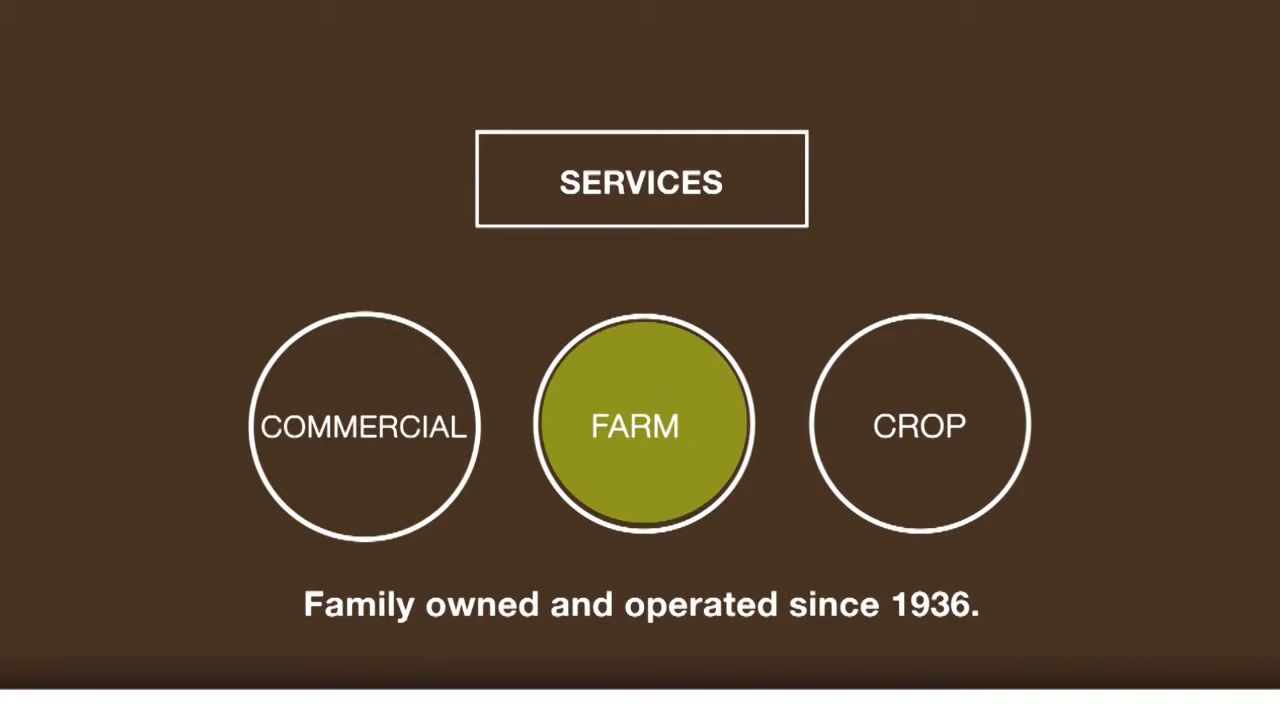 SERVICES
COMMERCIAL
FARM
CROP
Family owned and operated since 1936.